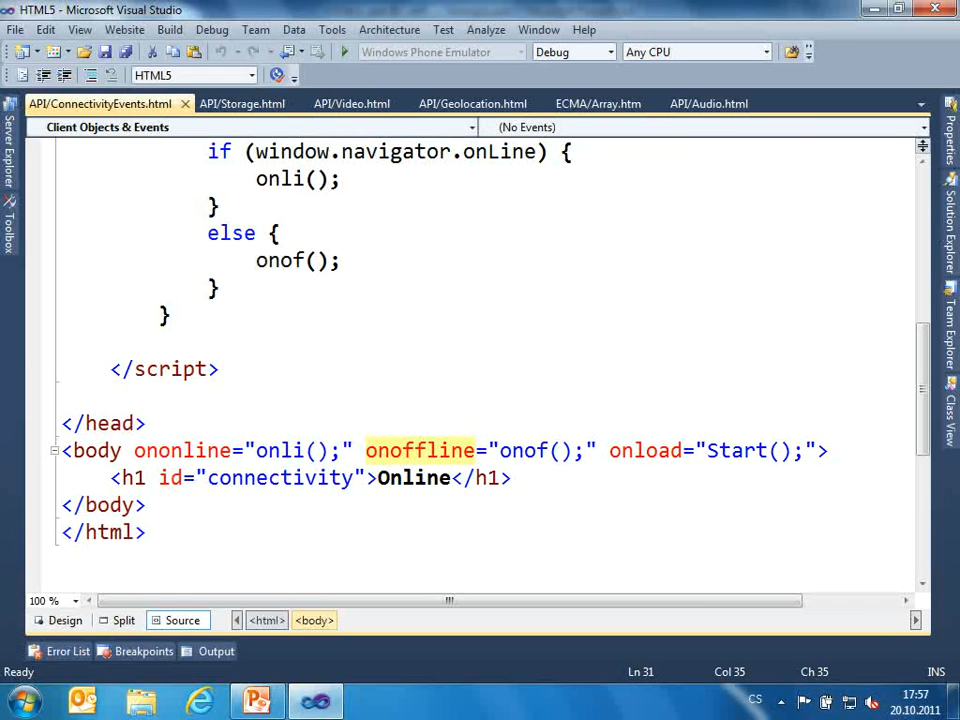 HTML5 - Microsoft Visual Studio
File Edit View Website Build Debug Team Data Tools Architecture Test Analyze Window Help
Windows Phone Emulator Debug Any CPU
HTML5
API/ConnectivityEvents.html API/Storage.html API/Video.html API/Geolocation.html ECMA/Array.htm API/Audio.html
Client Objects & Events (No Events)
if (window.navigator.onLine) {
onli();
}
else {
onof();
}
}
</script>
</head>
<body ononline="onli();" onoffline="onof();" onload="Start();">
<h1 id="connectivity">Online</h1>
</body>
</html>
100 %
Design Split Source <html> <body>
Error List Breakpoints Output
Ready Ln 31 Col 35 Ch 35 INS
CS 17:57
20.10.2011
Server Explorer
Toolbox
Properties
Solution Explorer
Team Explorer
Class View